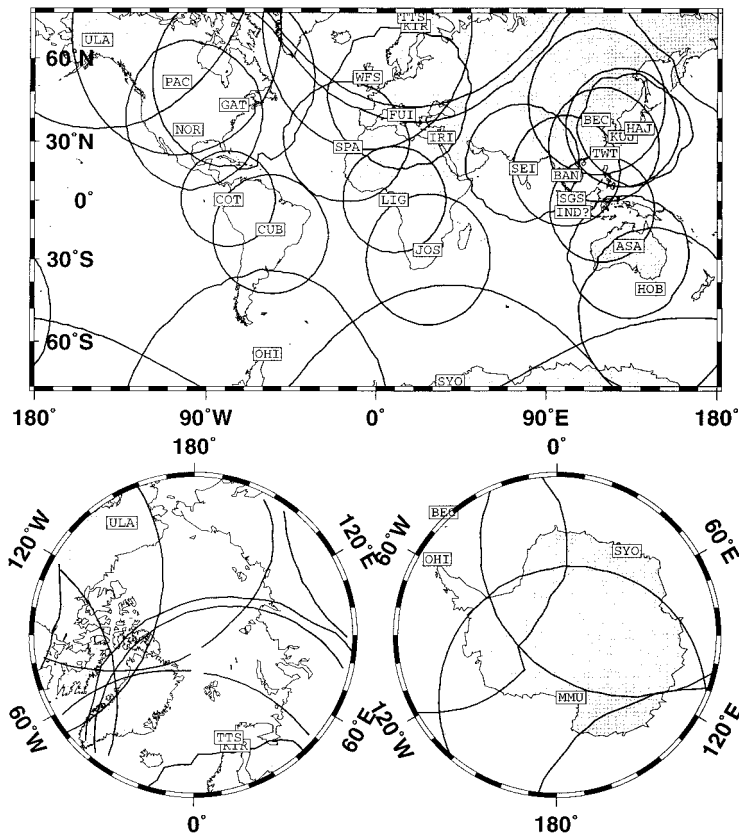 TTS
KIR
ULA
60°N
WFS
PAC
GAT
FUI
BEC
KUJ
HAJ
NOR
IRI
30°N
SPA
TWT
SEI
BAN
0°
COT
LIG
SGS
IND?
CUB
ASA
30°S
JOS
HOB
60°S
OHI
SYO
180°
90°W
0°
90°E
180°
180°
0°
ULA
BEG
120°W
120°E
60°W
OHI
SYO
60°E
MMU
60°W
TTS
KIR
60°E
120°W
120°E
0°
180°